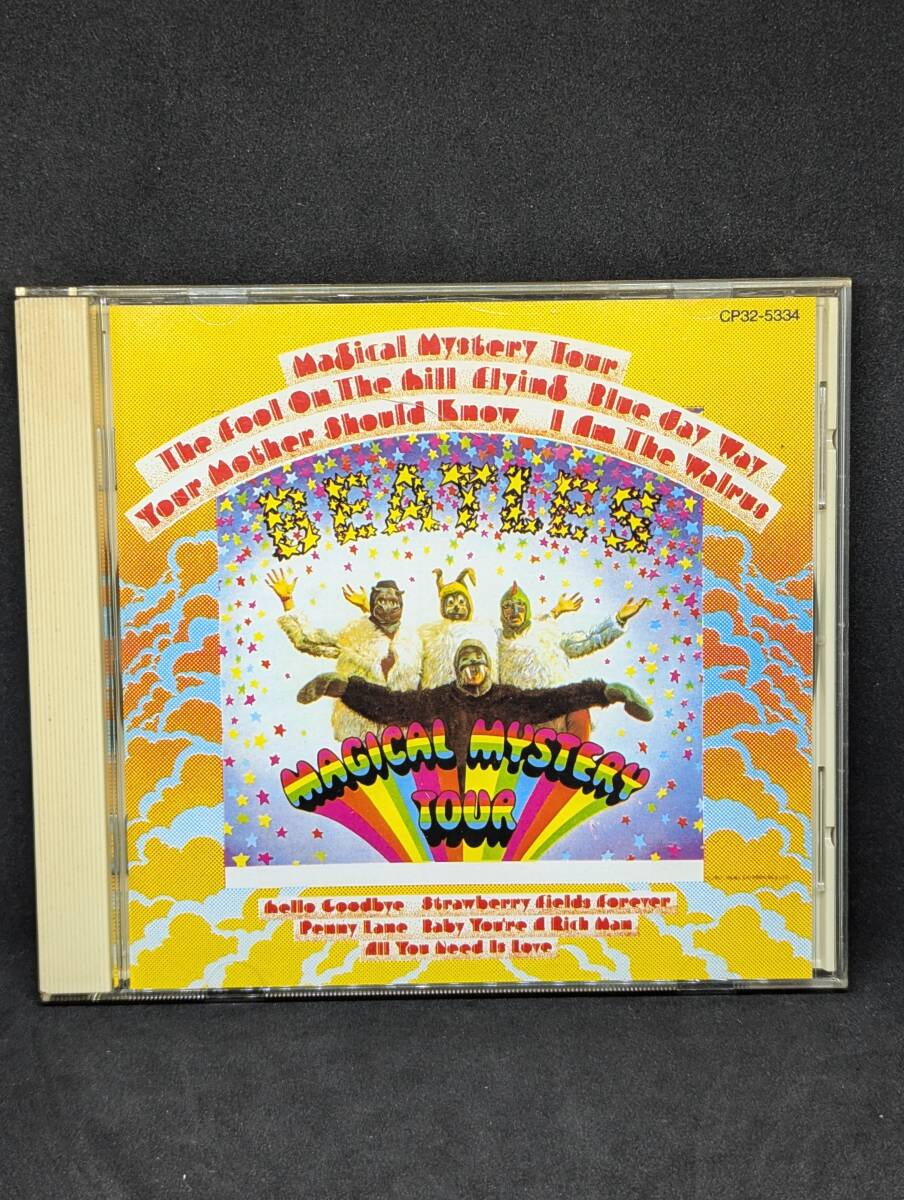 CP32-5334
Magical Mystery Tour
The Fool On The Hill Flying Blue Jay Way
Your Mother Should Know I Am The Walrus
BEATLES
MAGICAL MYSTERY
TOUR
Hello Goodbye Strawberry Fields Forever
Penny Lane Baby You're A Rich Man
All You Need Is Love